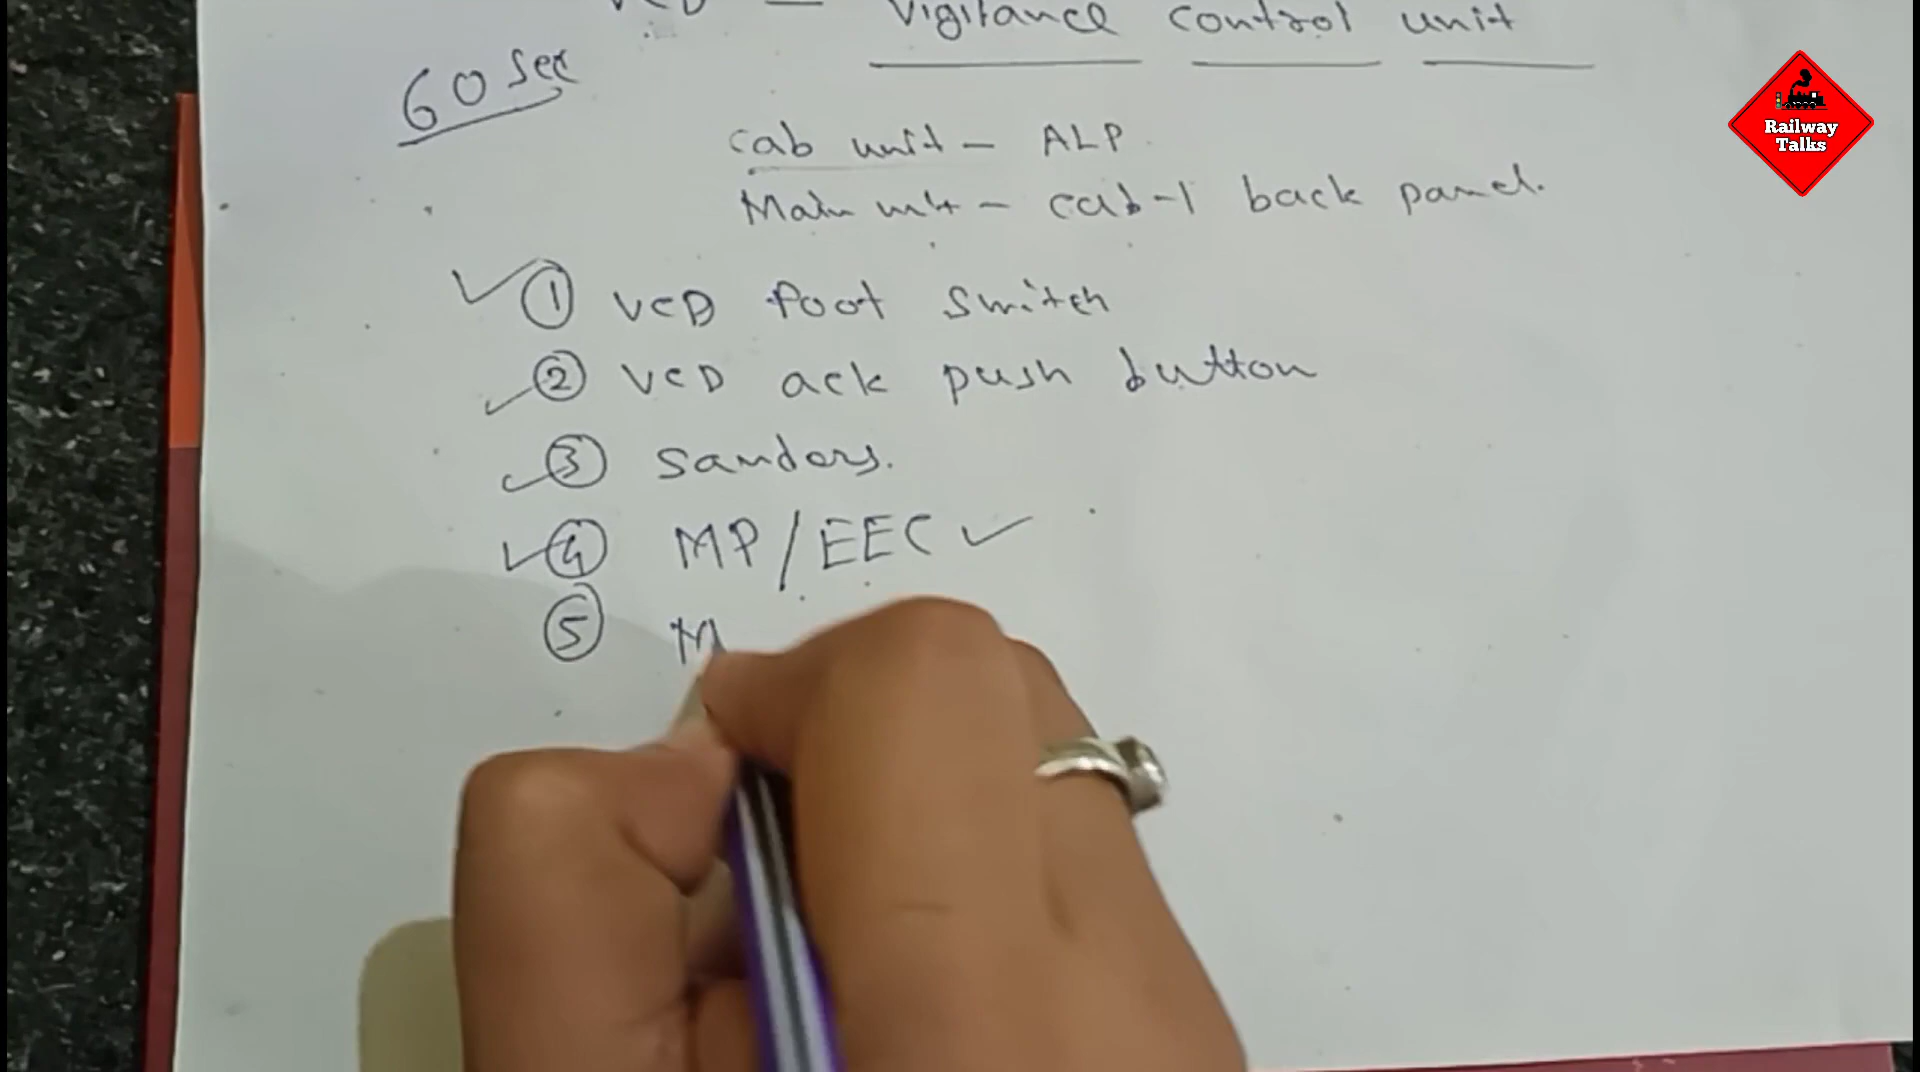 VCD — Vigilance control unit
60 Sec
cab unit — ALP
Main unit — cab-1 back panel.
① VCD foot switch
② VCD ack push button
③ sanders.
④ MP/EEC ✓
⑤ M
Railway
Talks